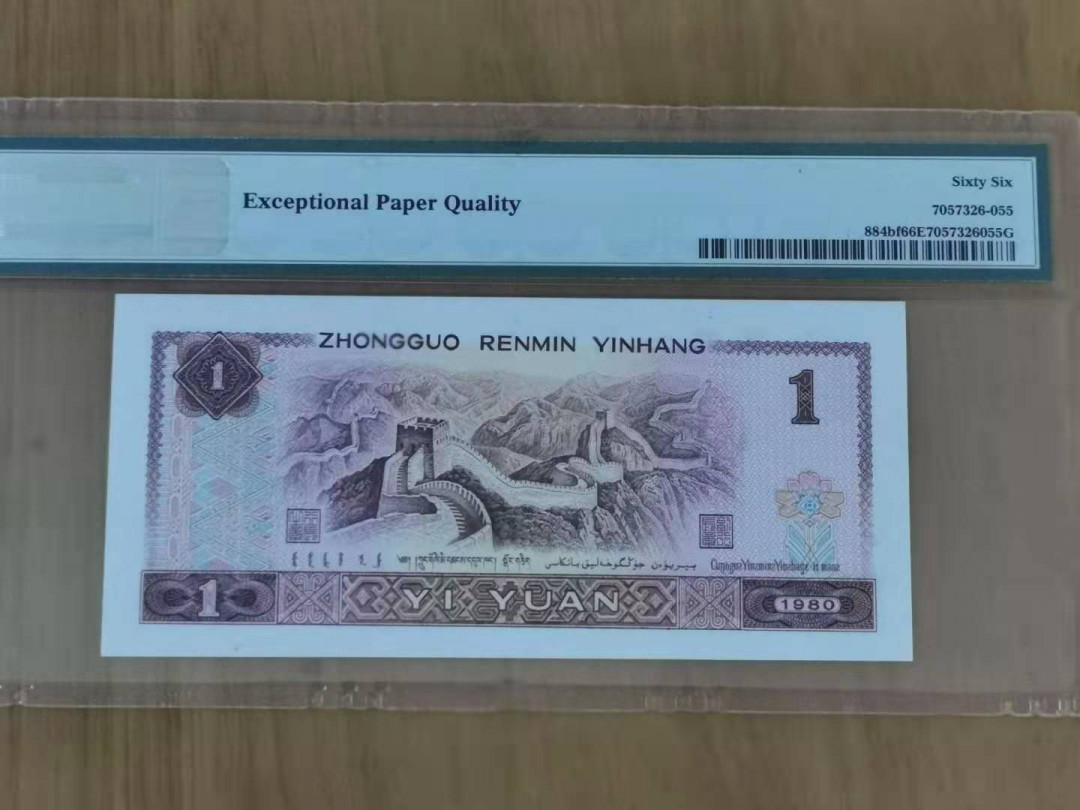 Exceptional Paper Quality
Sixty Six
7057326-055
884bf66E7057326055G
ZHONGGUO RENMIN YINHANG
1
1
1
YI YUAN
1980